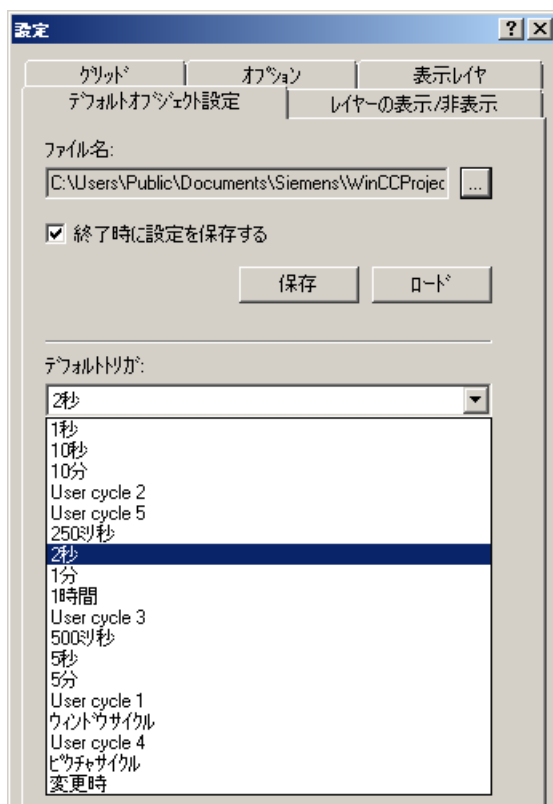 設定
グリッド オプション 表示レイヤ
デフォルトオブジェクト設定 レイヤーの表示/非表示
ファイル名:
C:\Users\Public\Documents\Siemens\WinCCProjec ...
終了時に設定を保存する
保存 ロード
デフォルトトリガ:
2秒
1秒
10秒
10分
User cycle 2
User cycle 5
250ミリ秒
2秒
1分
1時間
User cycle 3
500ミリ秒
5秒
5分
User cycle 1
ウィンドウサイクル
User cycle 4
ピクチャサイクル
変更時